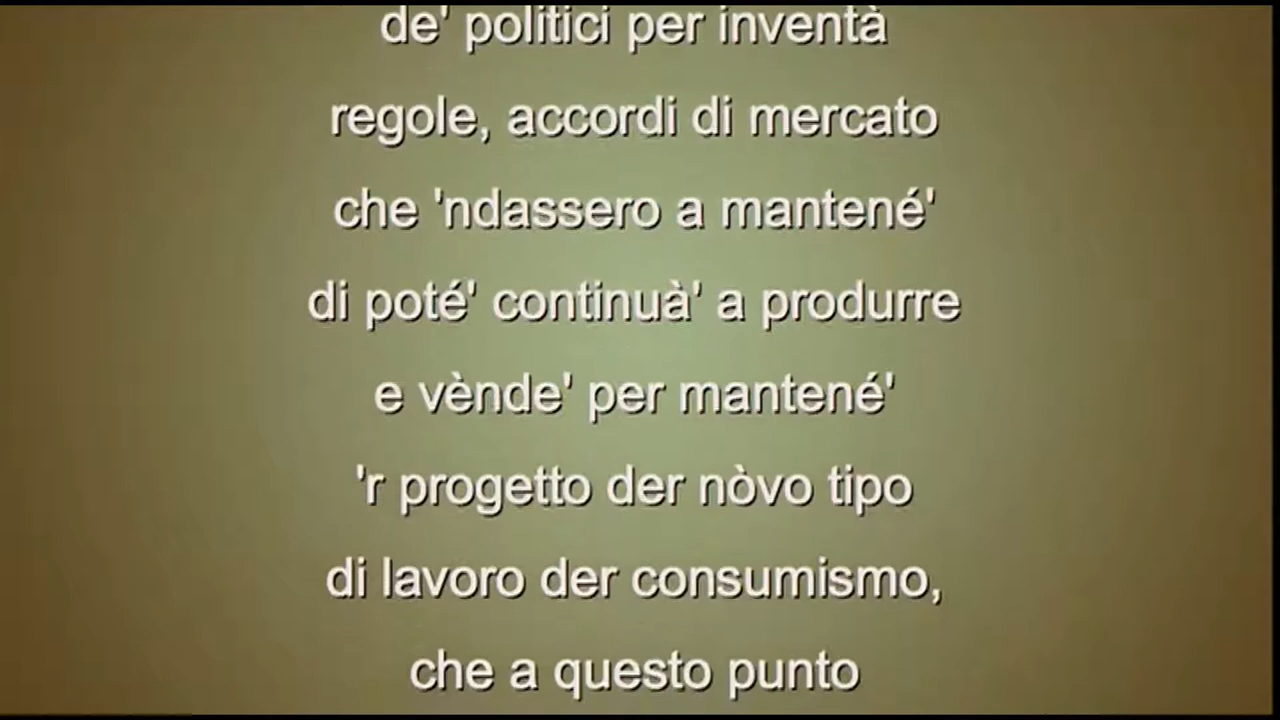 de' politici per inventà
regole, accordi di mercato
che 'ndassero a mantené'
di poté' continuà' a produrre
e vènde' per mantené'
'r progetto der nòvo tipo
di lavoro der consumismo,
che a questo punto